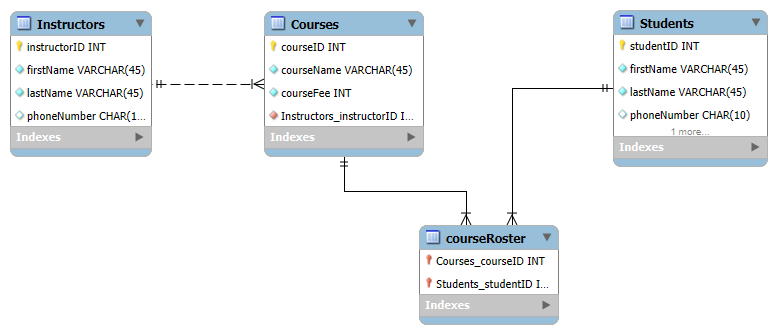 Instructors
instructorID INT
firstName VARCHAR(45)
lastName VARCHAR(45)
phoneNumber CHAR(1...
Indexes
Courses
courseID INT
courseName VARCHAR(45)
courseFee INT
Instructors_instructorID I...
Indexes
Students
studentID INT
firstName VARCHAR(45)
lastName VARCHAR(45)
phoneNumber CHAR(10)
1 more...
Indexes
courseRoster
Courses_courseID INT
Students_studentID I...
Indexes